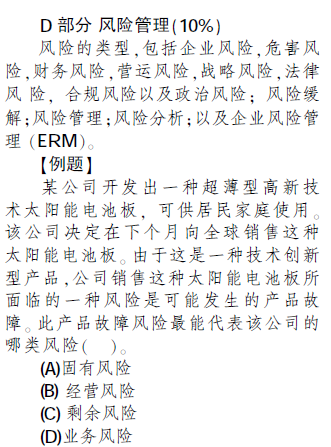 D 部分 风险管理(10%)
风险的类型,包括企业风险,危害风
险,财务风险,营运风险,战略风险,法律
风险,合规风险以及政治风险;风险缓
解;风险管理;风险分析;以及企业风险管
理(ERM)。
【例题】
某公司开发出一种超薄型高新技
术太阳能电池板,可供居民家庭使用。
该公司决定在下个月向全球销售这种
太阳能电池板。由于这是一种技术创新
型产品,公司销售这种太阳能电池板所
面临的一种风险是可能发生的产品故
障。此产品故障风险最能代表该公司的
哪类风险( )。
(A)固有风险
(B) 经营风险
(C) 剩余风险
(D)业务风险